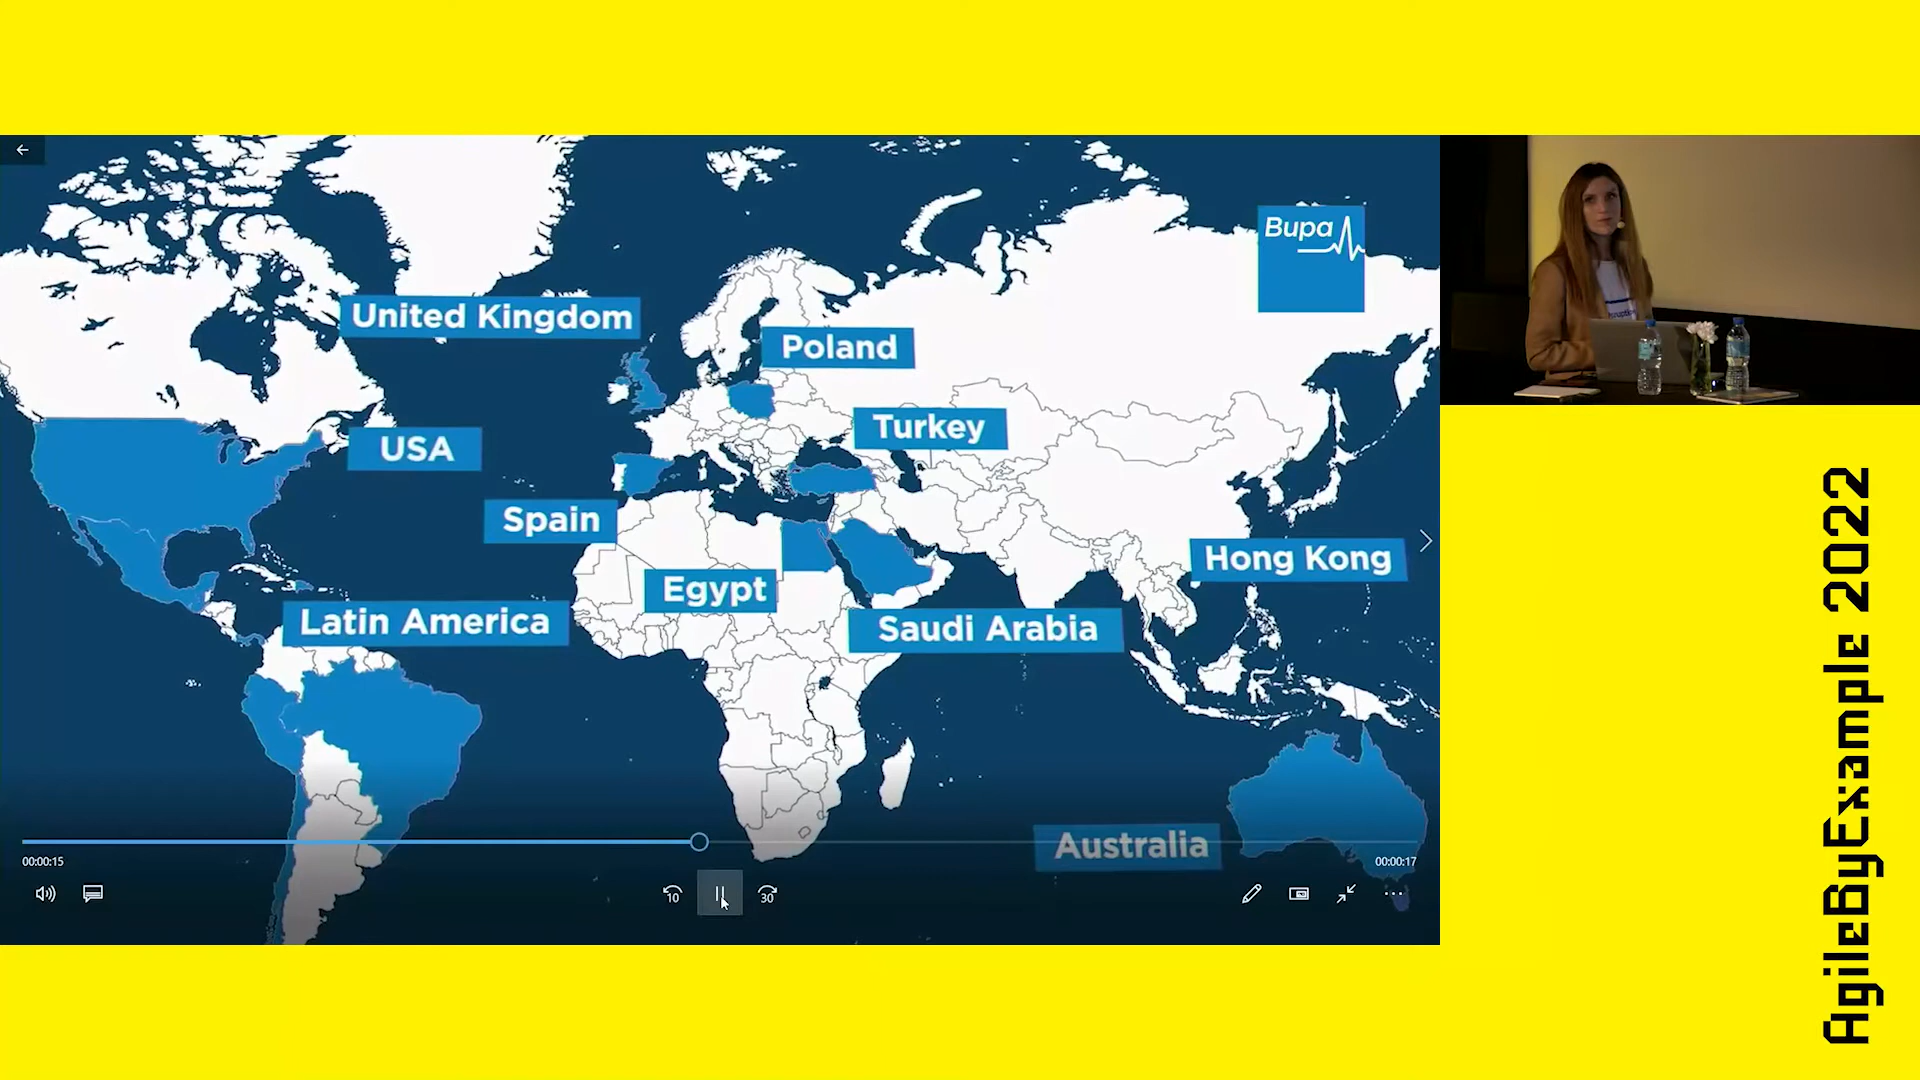 Bupa
United Kingdom
Poland
Turkey
USA
Spain
Hong Kong
Egypt
Latin America
Saudi Arabia
Australia
00:00:15
00:00:17
10
30
AgileByExample 2022